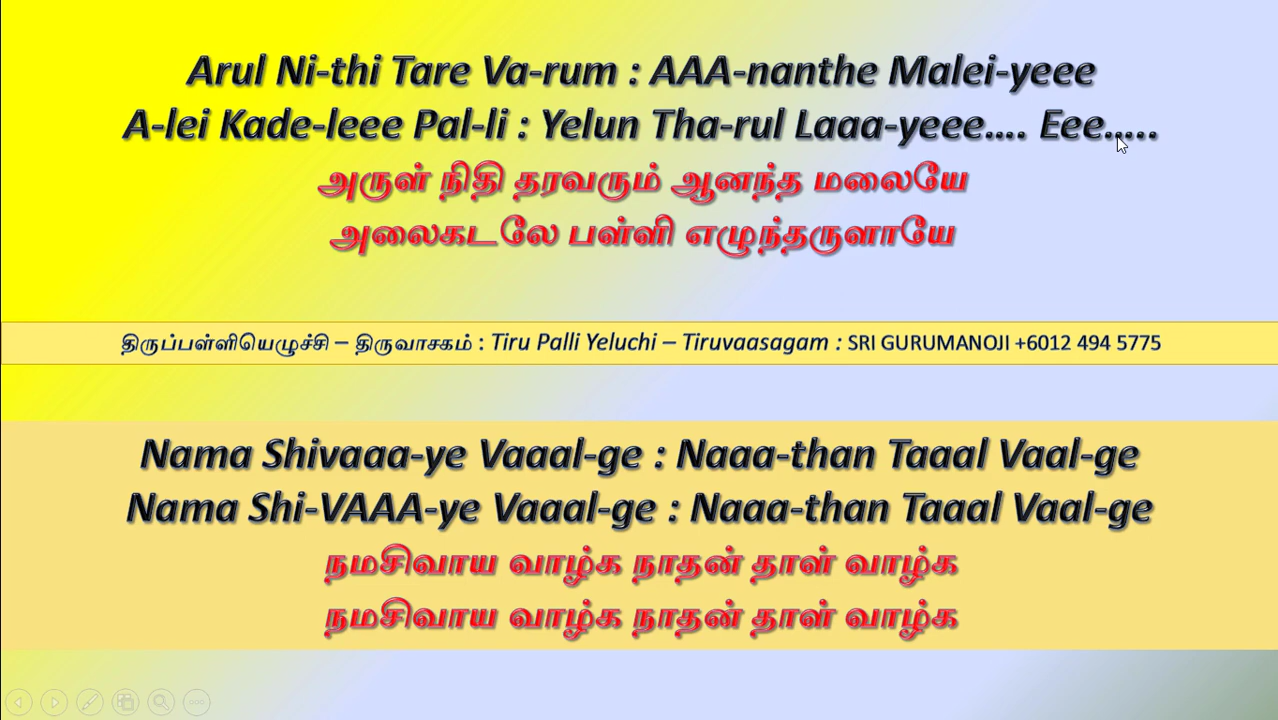 Arul Ni-thi Tare Va-rum : AAA-nanthe Malei-yeee
A-lei Kade-leee Pal-li : Yelun Tha-rul Laaa-yeee.... Eee.....
அருள் நிதி தரவரும் ஆனந்த மலையே
அலைகடலே பள்ளி எழுந்தருளாயே
திருப்பள்ளியெழுச்சி – திருவாசகம் : Tiru Palli Yeluchi – Tiruvaasagam : SRI GURUMANOJI +6012 494 5775
Nama Shivaaa-ye Vaaal-ge : Naaa-than Taaal Vaal-ge
Nama Shi-VAAA-ye Vaaal-ge : Naaa-than Taaal Vaal-ge
நமசிவாய வாழ்க நாதன் தாள் வாழ்க
நமசிவாய வாழ்க நாதன் தாள் வாழ்க